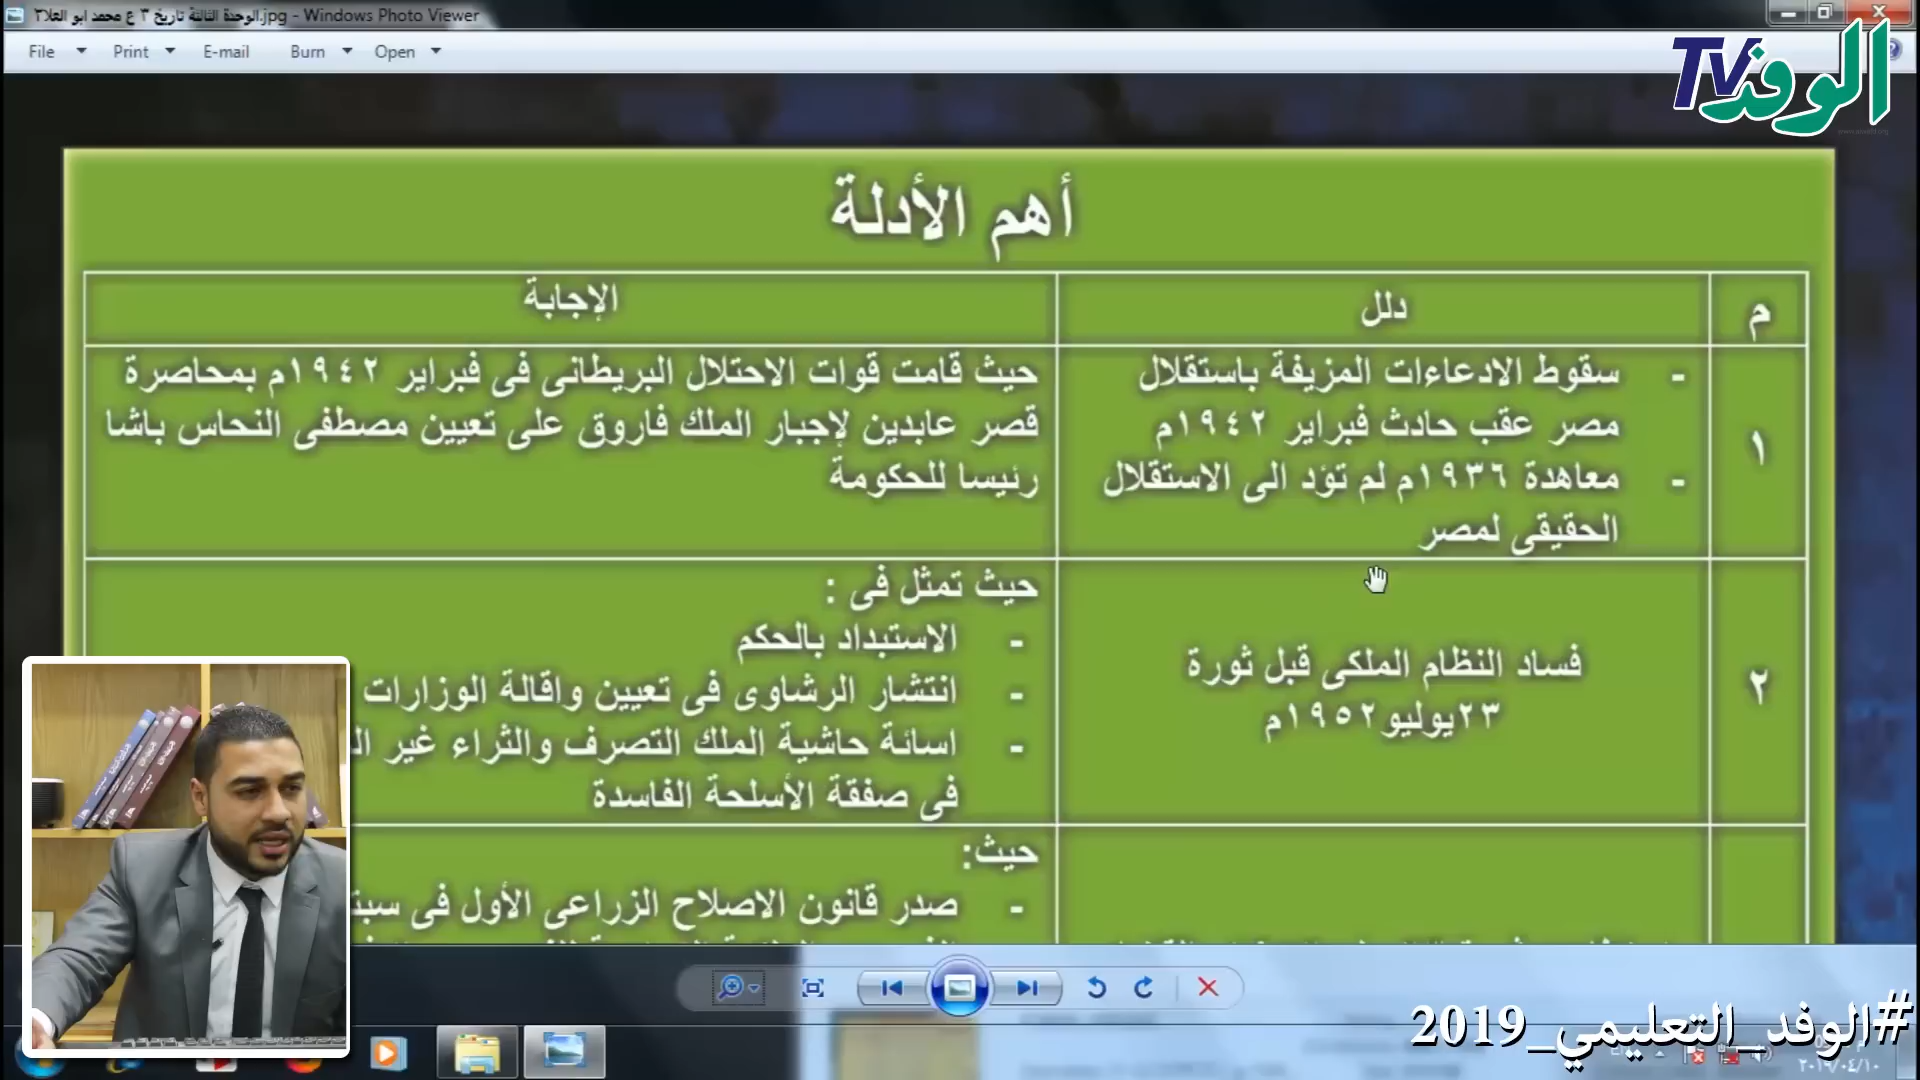 الوحدة الثالثة تاريخ ٣ ع محمد ابو العلا٣.jpg - Windows Photo Viewer
File Print E-mail Burn Open
TV الوفد
أهم الأدلة
م
دلل
الإجابة
١
- سقوط الادعاءات المزيفة باستقلال
مصر عقب حادث فبراير ١٩٤٢م
- معاهدة ١٩٣٦م لم تؤد الى الاستقلال
الحقيقى لمصر
حيث قامت قوات الاحتلال البريطانى فى فبراير ١٩٤٢م بمحاصرة
قصر عابدين لإجبار الملك فاروق على تعيين مصطفى النحاس باشا
رئيسا للحكومة
٢
فساد النظام الملكى قبل ثورة
٢٣يوليو١٩٥٢م
حيث تمثل فى :
- الاستبداد بالحكم
- انتشار الرشاوى فى تعيين واقالة الوزارات
- اسائة حاشية الملك التصرف والثراء غير
فى صفقة الأسلحة الفاسدة
حيث:
- صدر قانون الاصلاح الزراعى الأول فى
#الوفد_التعليمي_2019
٢٠١٩/٠٤/١٠